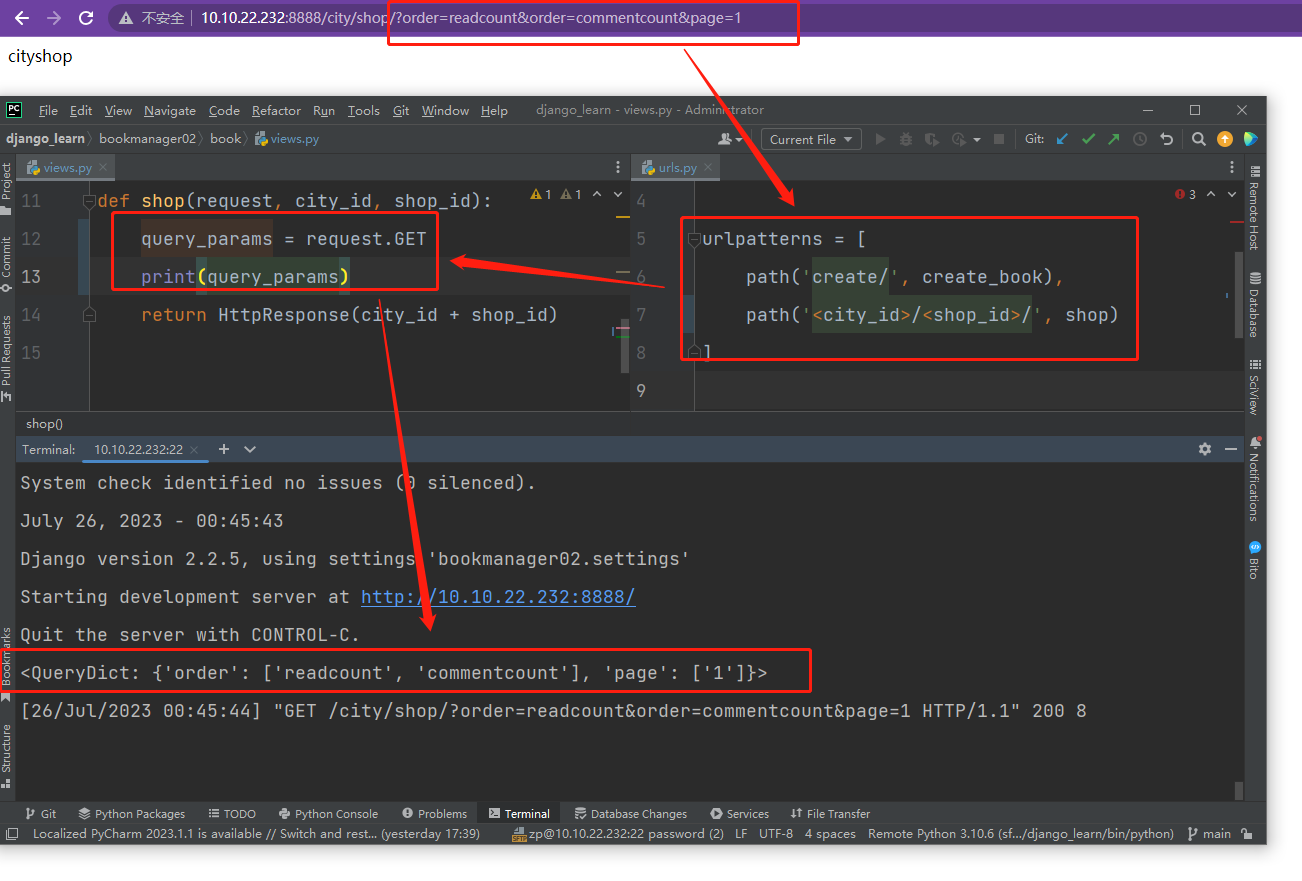 不安全 10.10.22.232:8888/city/shop/?order=readcount&order=commentcount&page=1
cityshop
PC File Edit View Navigate Code Refactor Run Tools Git Window Help django_learn - views.py - Administrator
django_learn bookmanager02 book views.py Current File Git:
Project
Commit
Pull Requests
Bookmarks
Structure
views.py
1 1
11 def shop(request, city_id, shop_id):
12 query_params = request.GET
13 print(query_params)
14 return HttpResponse(city_id + shop_id)
15
urls.py
3
4
5 urlpatterns = [
6 path('create/', create_book),
7 path('<city_id>/<shop_id>/', shop)
8 ]
9
Remote Host
Database
SciView
Notifications
Bito
shop()
Terminal: 10.10.22.232:22
System check identified no issues (0 silenced).
July 26, 2023 - 00:45:43
Django version 2.2.5, using settings 'bookmanager02.settings'
Starting development server at http://10.10.22.232:8888/
Quit the server with CONTROL-C.
<QueryDict: {'order': ['readcount', 'commentcount'], 'page': ['1']}>
[26/Jul/2023 00:45:44] "GET /city/shop/?order=readcount&order=commentcount&page=1 HTTP/1.1" 200 8
Git Python Packages TODO Python Console Problems Terminal Database Changes Services File Transfer
Localized PyCharm 2023.1.1 is available // Switch and rest... (yesterday 17:39) SFTP zp@10.10.22.232:22 password (2) LF UTF-8 4 spaces Remote Python 3.10.6 (sf.../django_learn/bin/python) main